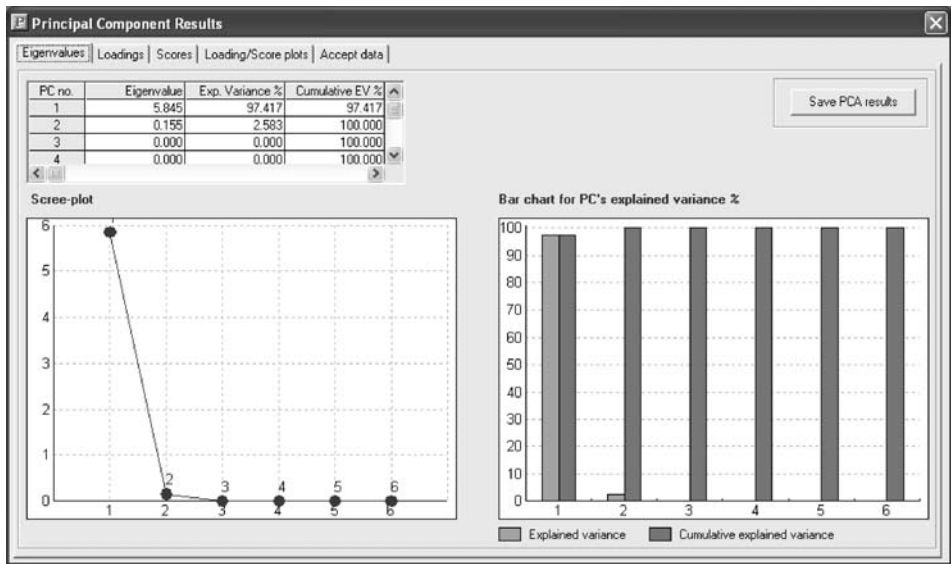 Principal Component Results
Eigenvalues Loadings Scores Loading/Score plots Accept data
PC no. Eigenvalue Exp. Variance % Cumulative EV %
1 5.845 97.417 97.417
2 0.155 2.583 100.000
3 0.000 0.000 100.000
4 0.000 0.000 100.000
Save PCA results
Scree-plot
6
5
4
3
2
1
0
2 3 4 5 6
1 2 3 4 5 6
Bar chart for PC's explained variance %
100
90
80
70
60
50
40
30
20
10
0
1 2 3 4 5 6
Explained variance Cumulative explained variance